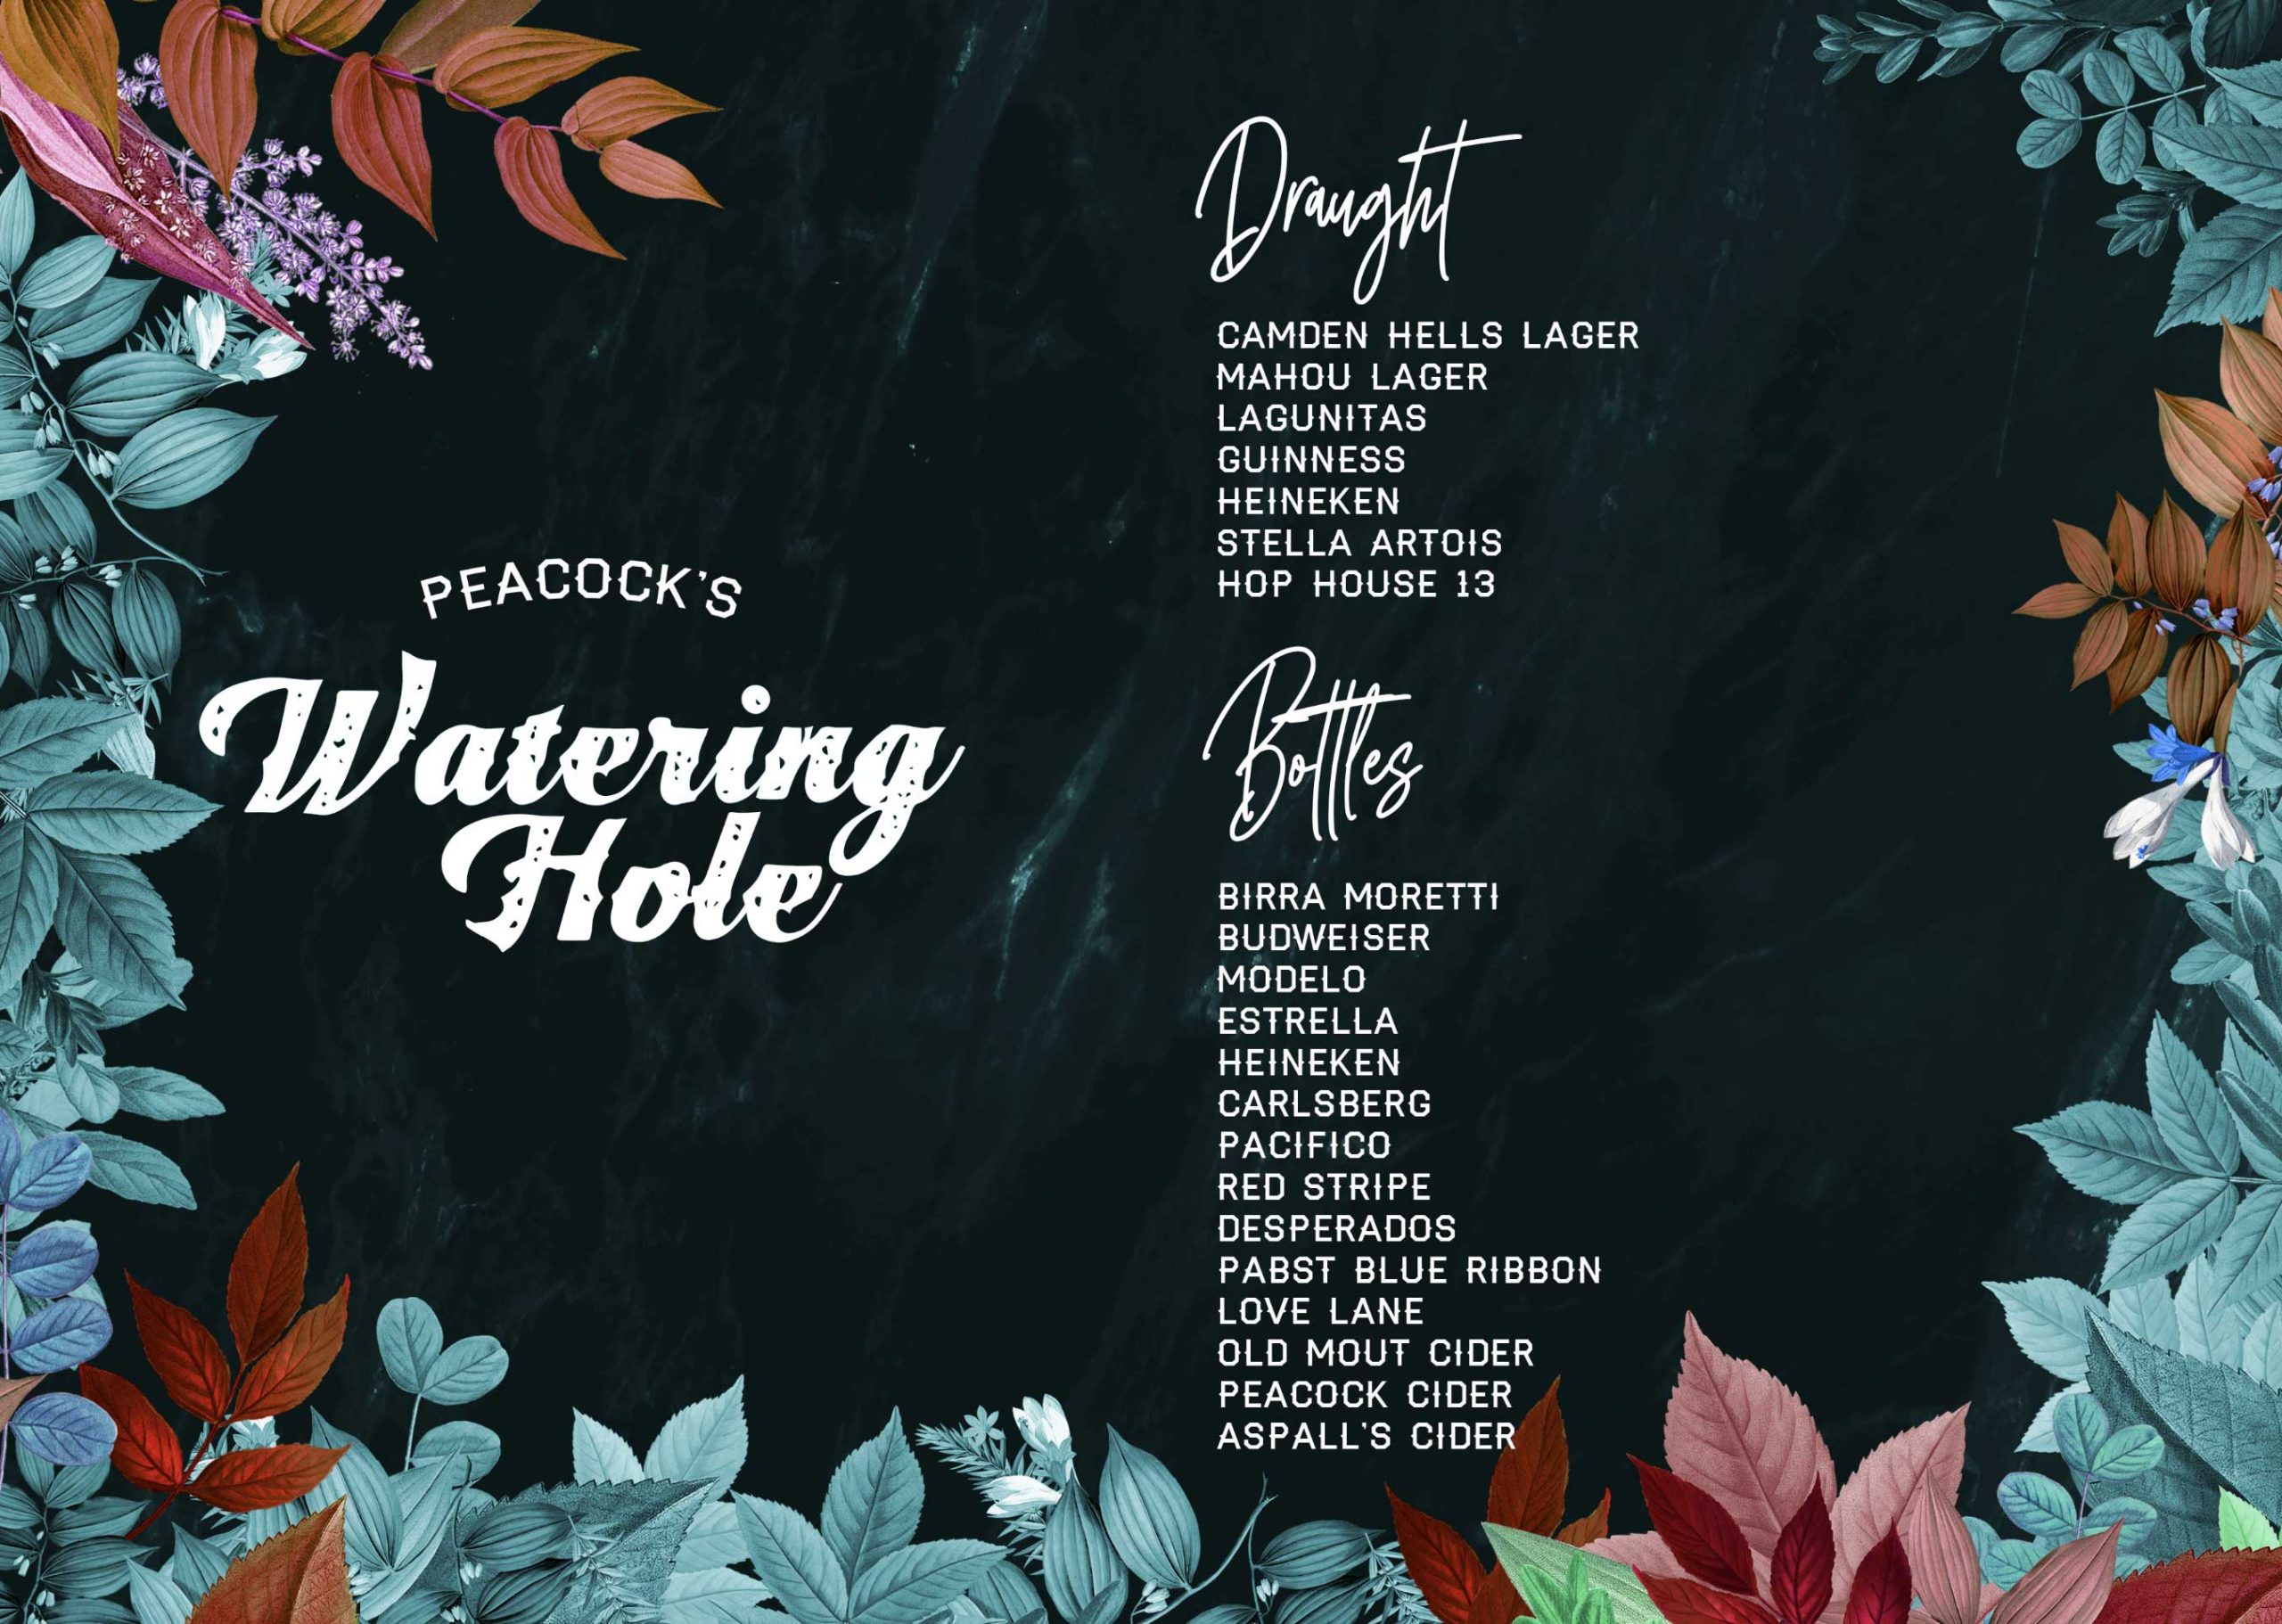 PEACOCK'S
Watering
Hole
Draught
CAMDEN HELLS LAGER
MAHOU LAGER
LAGUNITAS
GUINNESS
HEINEKEN
STELLA ARTOIS
HOP HOUSE 13
Bottles
BIRRA MORETTI
BUDWEISER
MODELO
ESTRELLA
HEINEKEN
CARLSBERG
PACIFICO
RED STRIPE
DESPERADOS
PABST BLUE RIBBON
LOVE LANE
OLD MOUT CIDER
PEACOCK CIDER
ASPALL'S CIDER